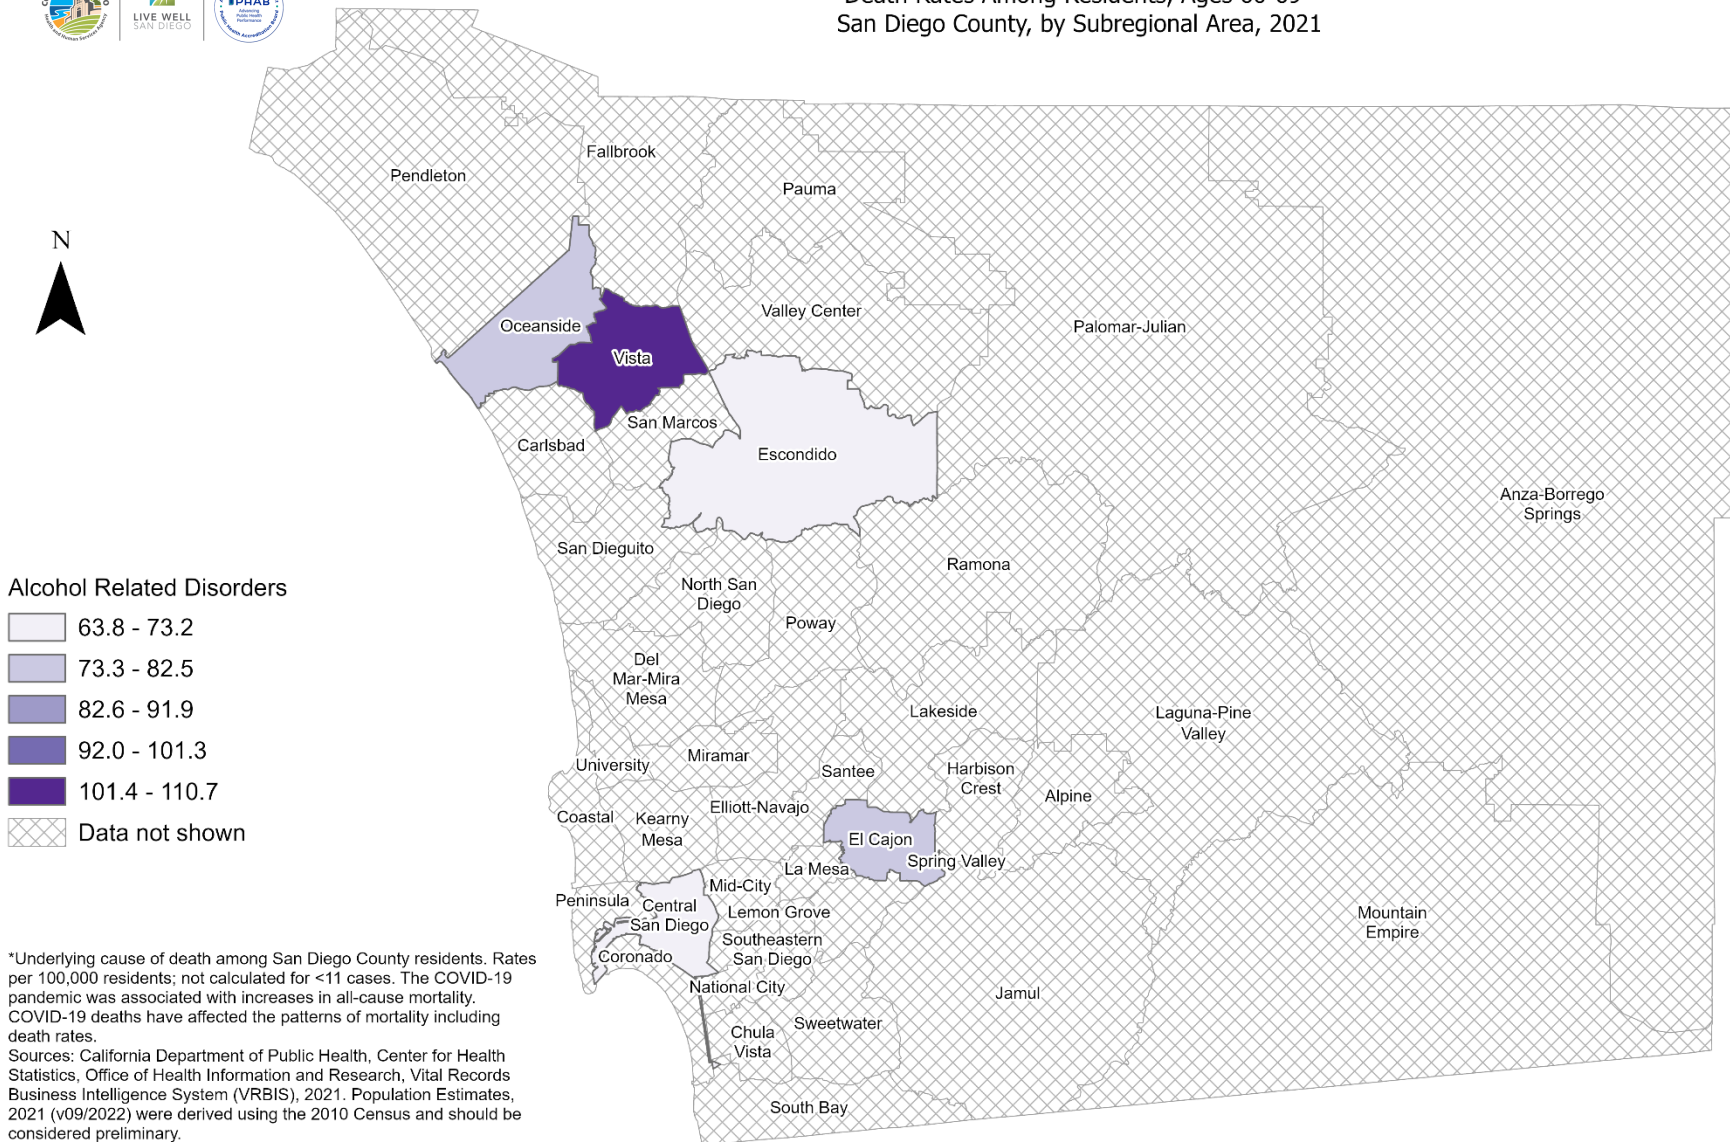 PHAB
Advancing
Public Health
Performance
LIVE WELL
SAN DIEGO
San Diego County, by Subregional Area, 2021
N
Fallbrook
Pendleton
Pauma
Oceanside
Valley Center
Palomar-Julian
Vista
San Marcos
Carlsbad
Escondido
Anza-Borrego
Springs
San Dieguito
Ramona
North San
Diego
Poway
Del
Mar-Mira
Mesa
Lakeside
Laguna-Pine
Valley
Miramar
University
Santee
Harbison
Crest
Alpine
Elliott-Navajo
Coastal
Kearny
Mesa
El Cajon
Spring Valley
La Mesa
Mid-City
Peninsula
Central
San Diego
Lemon Grove
Mountain
Empire
Southeastern
San Diego
Coronado
National City
Jamul
Sweetwater
Chula
Vista
South Bay
Alcohol Related Disorders
63.8 - 73.2
73.3 - 82.5
82.6 - 91.9
92.0 - 101.3
101.4 - 110.7
Data not shown
*Underlying cause of death among San Diego County residents. Rates
per 100,000 residents; not calculated for <11 cases. The COVID-19
pandemic was associated with increases in all-cause mortality.
COVID-19 deaths have affected the patterns of mortality including
death rates.
Sources: California Department of Public Health, Center for Health
Statistics, Office of Health Information and Research, Vital Records
Business Intelligence System (VRBIS), 2021. Population Estimates,
2021 (v09/2022) were derived using the 2010 Census and should be
considered preliminary.